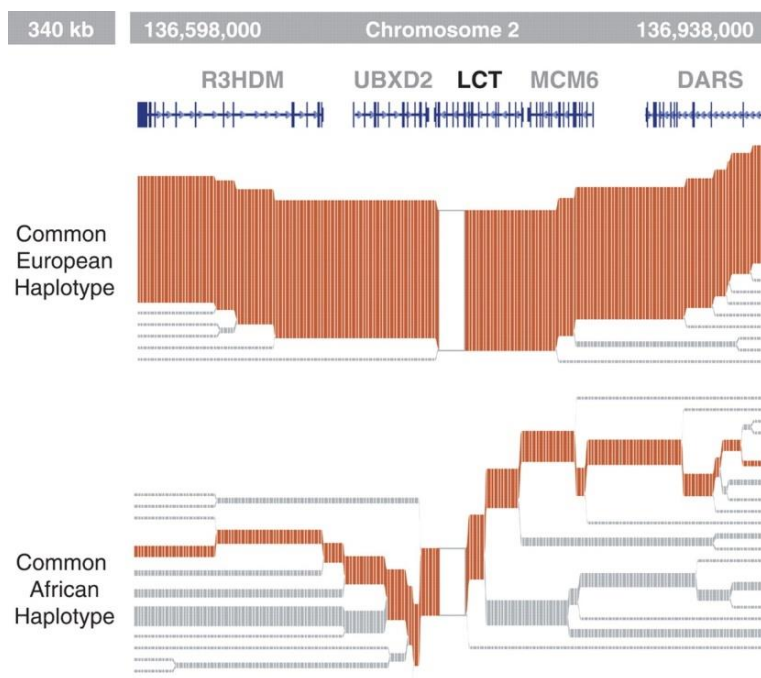 340 kb 136,598,000 Chromosome 2 136,938,000
R3HDM UBXD2 LCT MCM6 DARS
Common
European
Haplotype
Common
African
Haplotype